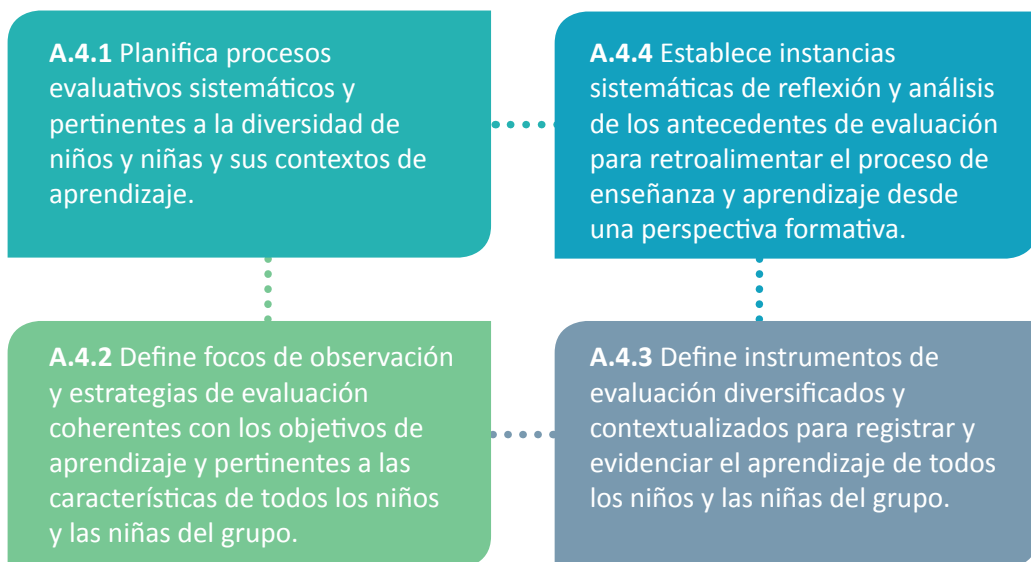 A.4.1 Planifica procesos
evaluativos sistemáticos y
pertinentes a la diversidad de
niños y niñas y sus contextos de
aprendizaje.
A.4.4 Establece instancias
sistemáticas de reflexión y análisis
de los antecedentes de evaluación
para retroalimentar el proceso de
enseñanza y aprendizaje desde
una perspectiva formativa.
A.4.2 Define focos de observación
y estrategias de evaluación
coherentes con los objetivos de
aprendizaje y pertinentes a las
características de todos los niños
y las niñas del grupo.
A.4.3 Define instrumentos de
evaluación diversificados y
contextualizados para registrar y
evidenciar el aprendizaje de todos
los niños y las niñas del grupo.